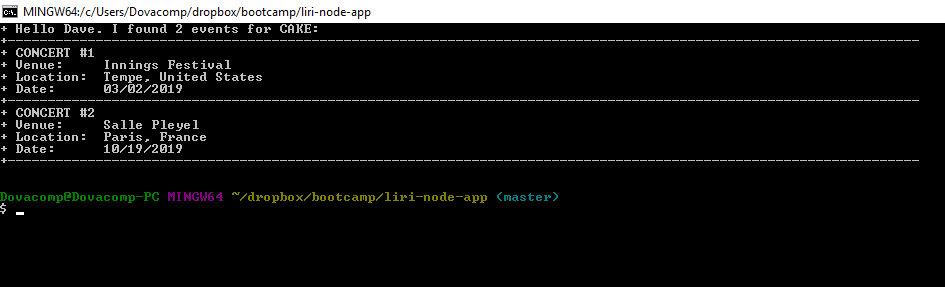 MINGW64:/c/Users/Dovacomp/dropbox/bootcamp/liri-node-app
+ Hello Dave. I found 2 events for CAKE:
+------------------------------------------------------------------------------------------------------------------
+ CONCERT #1
+ Venue:     Innings Festival
+ Location:  Tempe, United States
+ Date:      03/02/2019
+------------------------------------------------------------------------------------------------------------------
+ CONCERT #2
+ Venue:     Salle Pleyel
+ Location:  Paris, France
+ Date:      10/19/2019
+------------------------------------------------------------------------------------------------------------------
Dovacomp@Dovacomp-PC MINGW64 ~/dropbox/bootcamp/liri-node-app (master)
$